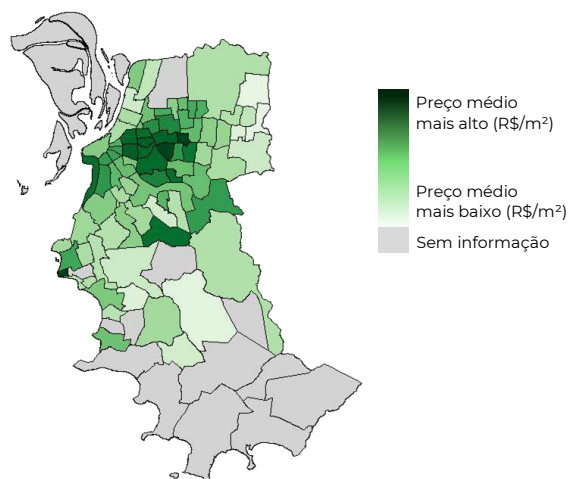 Preço médio
mais alto (R$/m²)
Preço médio
mais baixo (R$/m²)
Sem informação